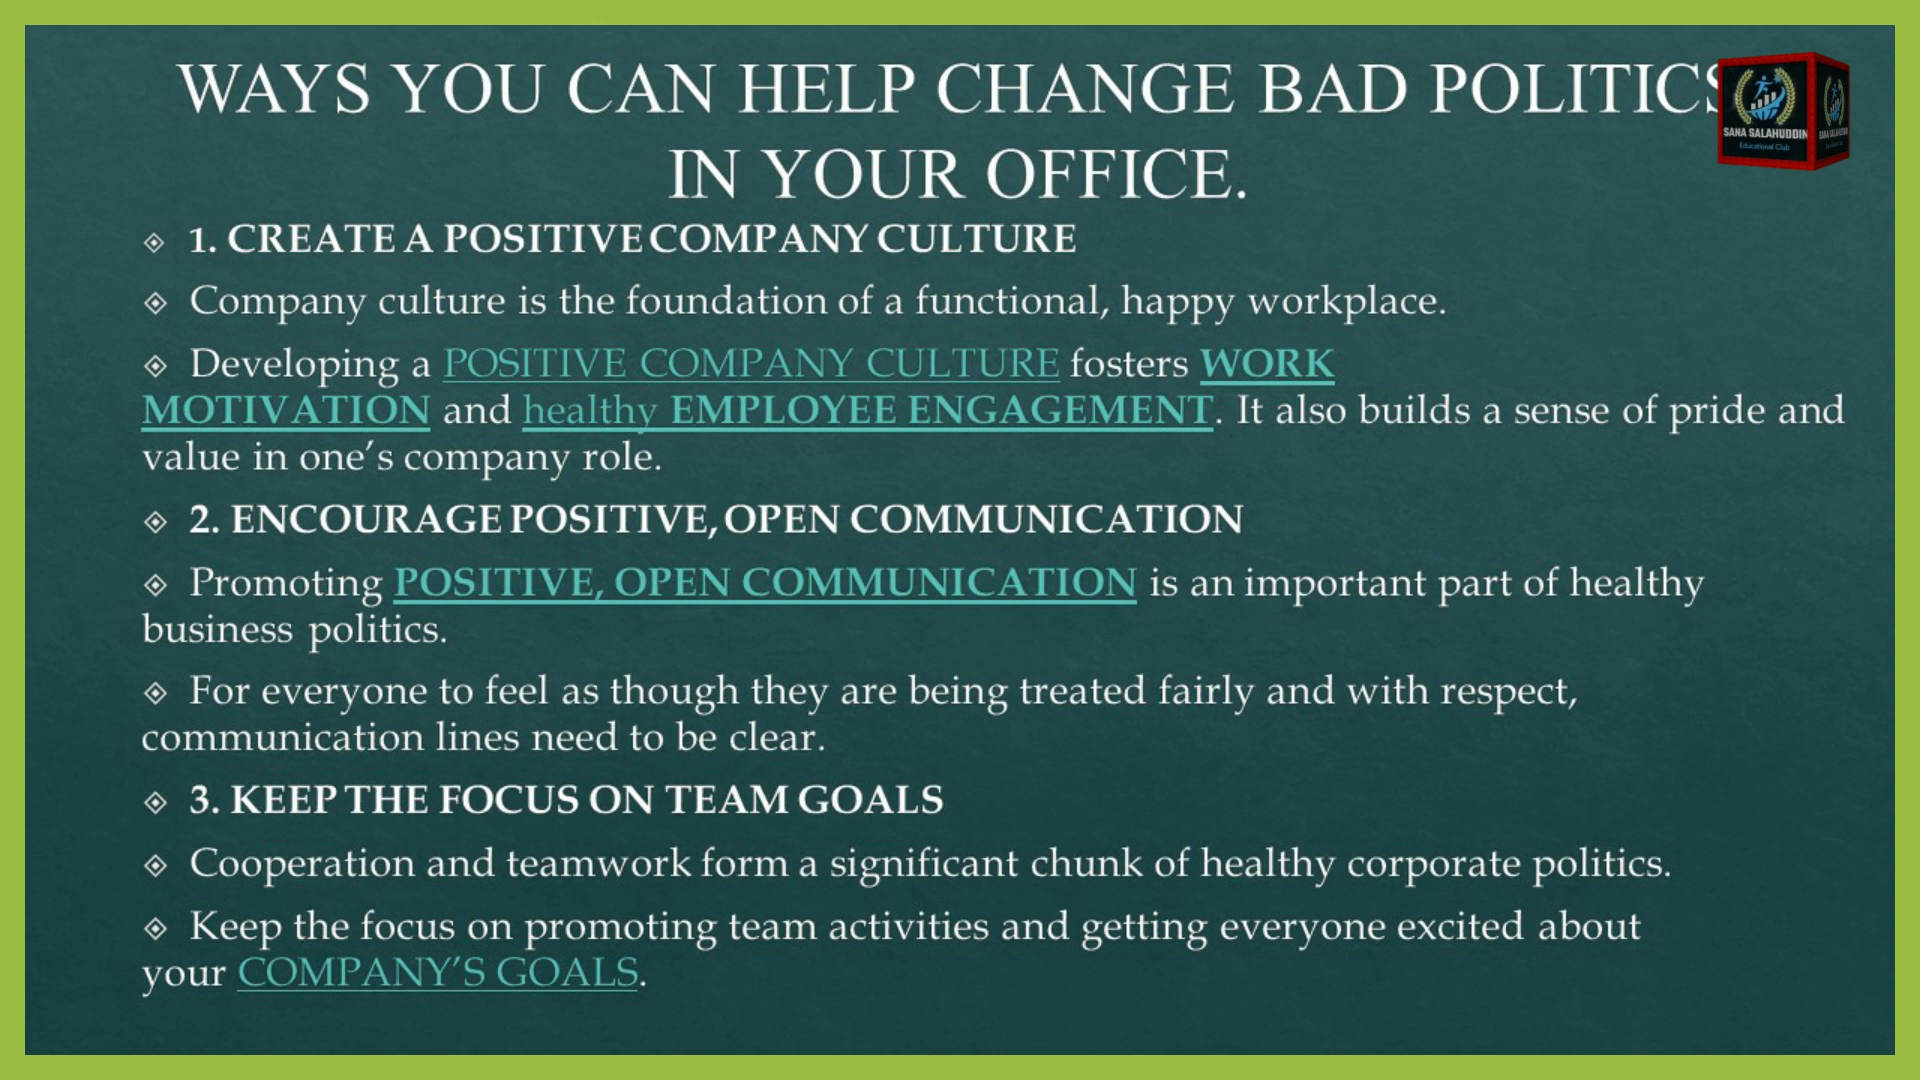 WAYS YOU CAN HELP CHANGE BAD POLITICS
IN YOUR OFFICE.
SANA SALAHUDDIN
Educational Club
1. CREATE A POSITIVE COMPANY CULTURE
Company culture is the foundation of a functional, happy workplace.
Developing a POSITIVE COMPANY CULTURE fosters WORK
MOTIVATION and healthy EMPLOYEE ENGAGEMENT. It also builds a sense of pride and
value in one’s company role.
2. ENCOURAGE POSITIVE, OPEN COMMUNICATION
Promoting POSITIVE, OPEN COMMUNICATION is an important part of healthy
business politics.
For everyone to feel as though they are being treated fairly and with respect,
communication lines need to be clear.
3. KEEP THE FOCUS ON TEAM GOALS
Cooperation and teamwork form a significant chunk of healthy corporate politics.
Keep the focus on promoting team activities and getting everyone excited about
your COMPANY’S GOALS.